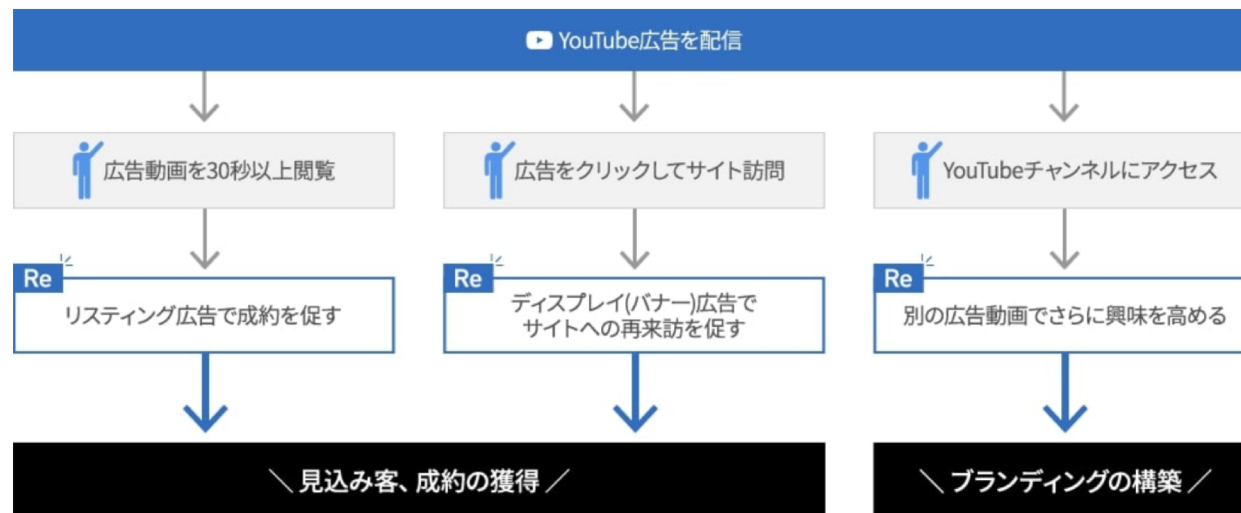 YouTube広告を配信
広告動画を30秒以上閲覧
広告をクリックしてサイト訪問
YouTubeチャンネルにアクセス
Re
リスティング広告で成約を促す
Re
ディスプレイ(バナー)広告で
サイトへの再来訪を促す
Re
別の広告動画でさらに興味を高める
＼ 見込み客、成約の獲得 ／
＼ ブランディングの構築 ／